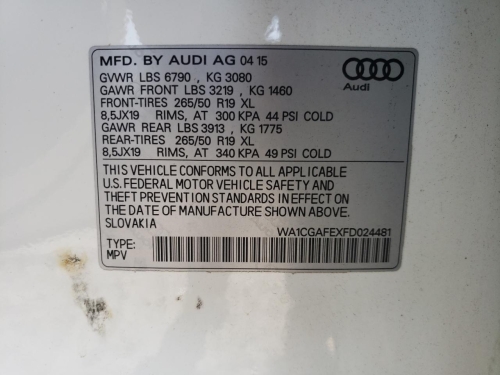 MFD. BY AUDI AG 04 15
GVWR LBS 6790 , KG 3080
GAWR FRONT LBS 3219 , KG 1460
FRONT-TIRES 265/50 R19 XL
8,5JX19 RIMS, AT 300 KPA 44 PSI COLD
GAWR REAR LBS 3913 , KG 1775
REAR-TIRES 265/50 R19 XL
8,5JX19 RIMS, AT 340 KPA 49 PSI COLD
Audi
THIS VEHICLE CONFORMS TO ALL APPLICABLE
U.S. FEDERAL MOTOR VEHICLE SAFETY AND
THEFT PREVENTION STANDARDS IN EFFECT ON
THE DATE OF MANUFACTURE SHOWN ABOVE.
SLOVAKIA
WA1CGAFEXFD024481
TYPE:
MPV